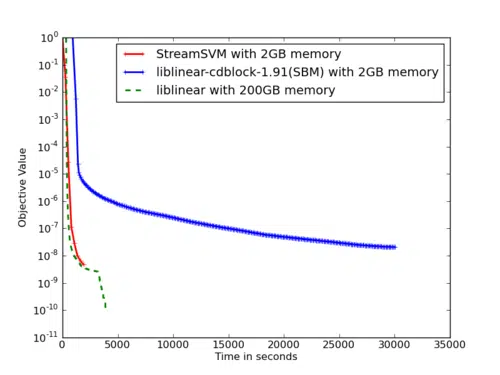 10^0
10^-1
10^-2
10^-3
10^-4
10^-5
10^-6
10^-7
10^-8
10^-9
10^-10
10^-11
Objective Value
StreamSVM with 2GB memory
liblinear-cdblock-1.91(SBM) with 2GB memory
liblinear with 200GB memory
0 5000 10000 15000 20000 25000 30000 35000
Time in seconds